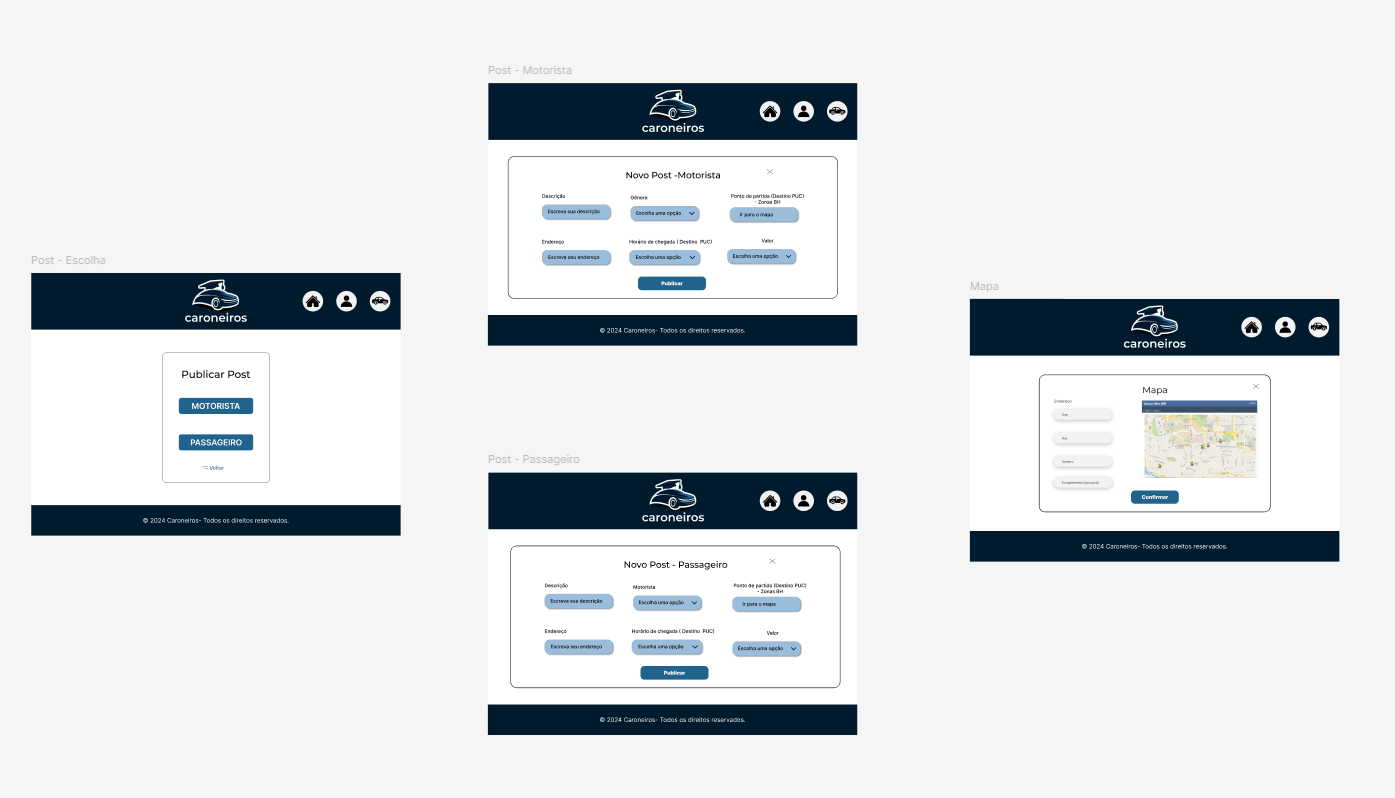 Post - Escolha
caroneiros
Publicar Post
MOTORISTA
PASSAGEIRO
Voltar
© 2024 Caroneiros- Todos os direitos reservados.
Post - Motorista
caroneiros
Novo Post -Motorista
Descrição
Escreva sua descrição
Gênero
Escolha uma opção
Ponto de partida (Destino PUC)
- Zonas BH
Ir para o mapa
Endereço
Escreva seu endereço
Horário de chegada ( Destino PUC)
Escolha uma opção
Valor
Escolha uma opção
Publicar
© 2024 Caroneiros- Todos os direitos reservados.
Post - Passageiro
caroneiros
Novo Post - Passageiro
Descrição
Escreva sua descrição
Motorista
Escolha uma opção
Ponto de partida (Destino PUC)
- Zonas BH
Ir para o mapa
Endereço
Escreva seu endereço
Horário de chegada ( Destino PUC)
Escolha uma opção
Valor
Escolha uma opção
Publicar
© 2024 Caroneiros- Todos os direitos reservados.
Mapa
caroneiros
Mapa
Endereço
Rua
Número
Confirmar
© 2024 Caroneiros- Todos os direitos reservados.